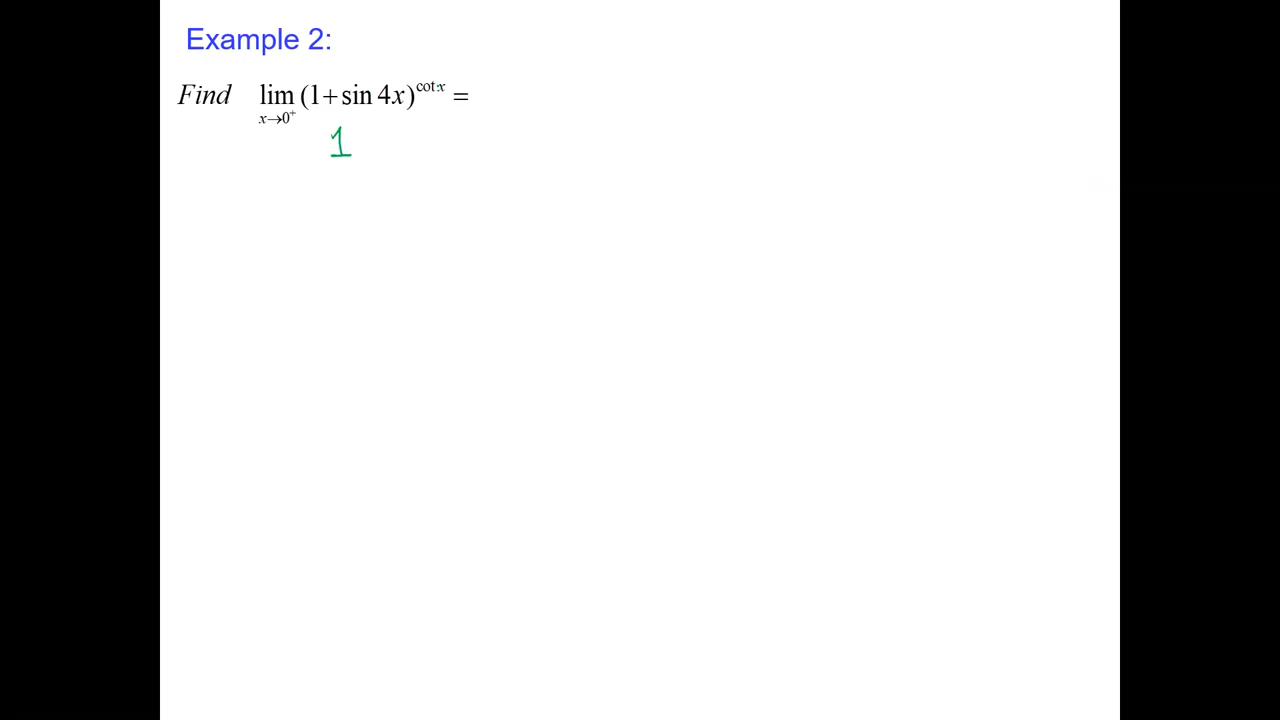 Example 2:
Find lim (1 + sin 4x)^cot x =
x→0⁺
1